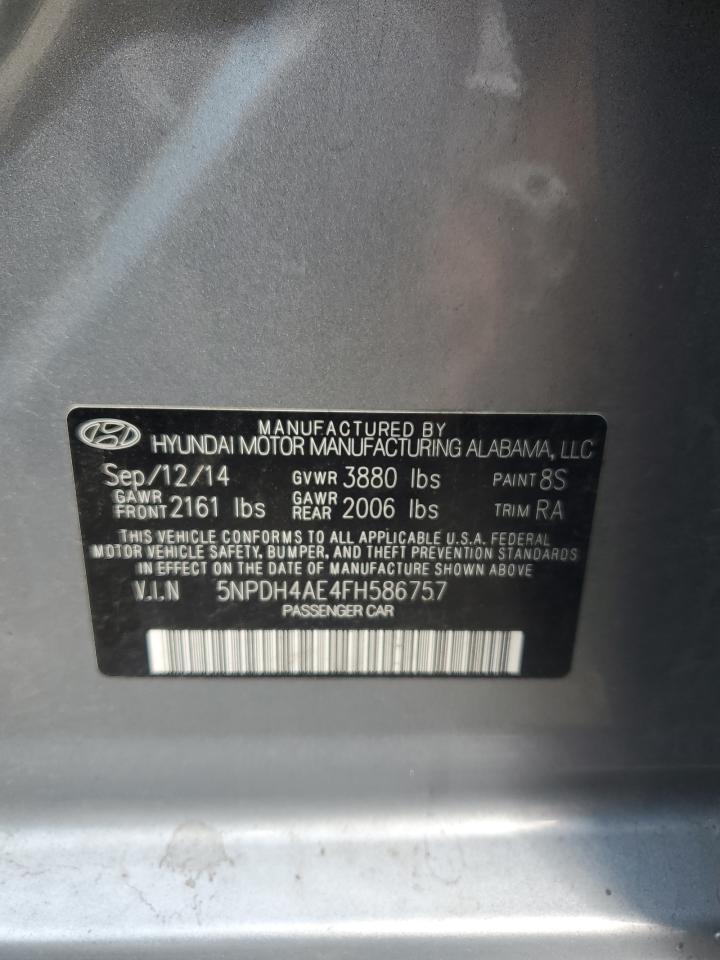 MANUFACTURED BY
HYUNDAI MOTOR MANUFACTURING ALABAMA, LLC
Sep/12/14 GVWR 3880 lbs PAINT 8S
GAWR FRONT 2161 lbs GAWR REAR 2006 lbs TRIM RA
THIS VEHICLE CONFORMS TO ALL APPLICABLE U.S.A. FEDERAL
MOTOR VEHICLE SAFETY, BUMPER, AND THEFT PREVENTION STANDARDS
IN EFFECT ON THE DATE OF MANUFACTURE SHOWN ABOVE
V.I.N 5NPDH4AE4FH586757
PASSENGER CAR